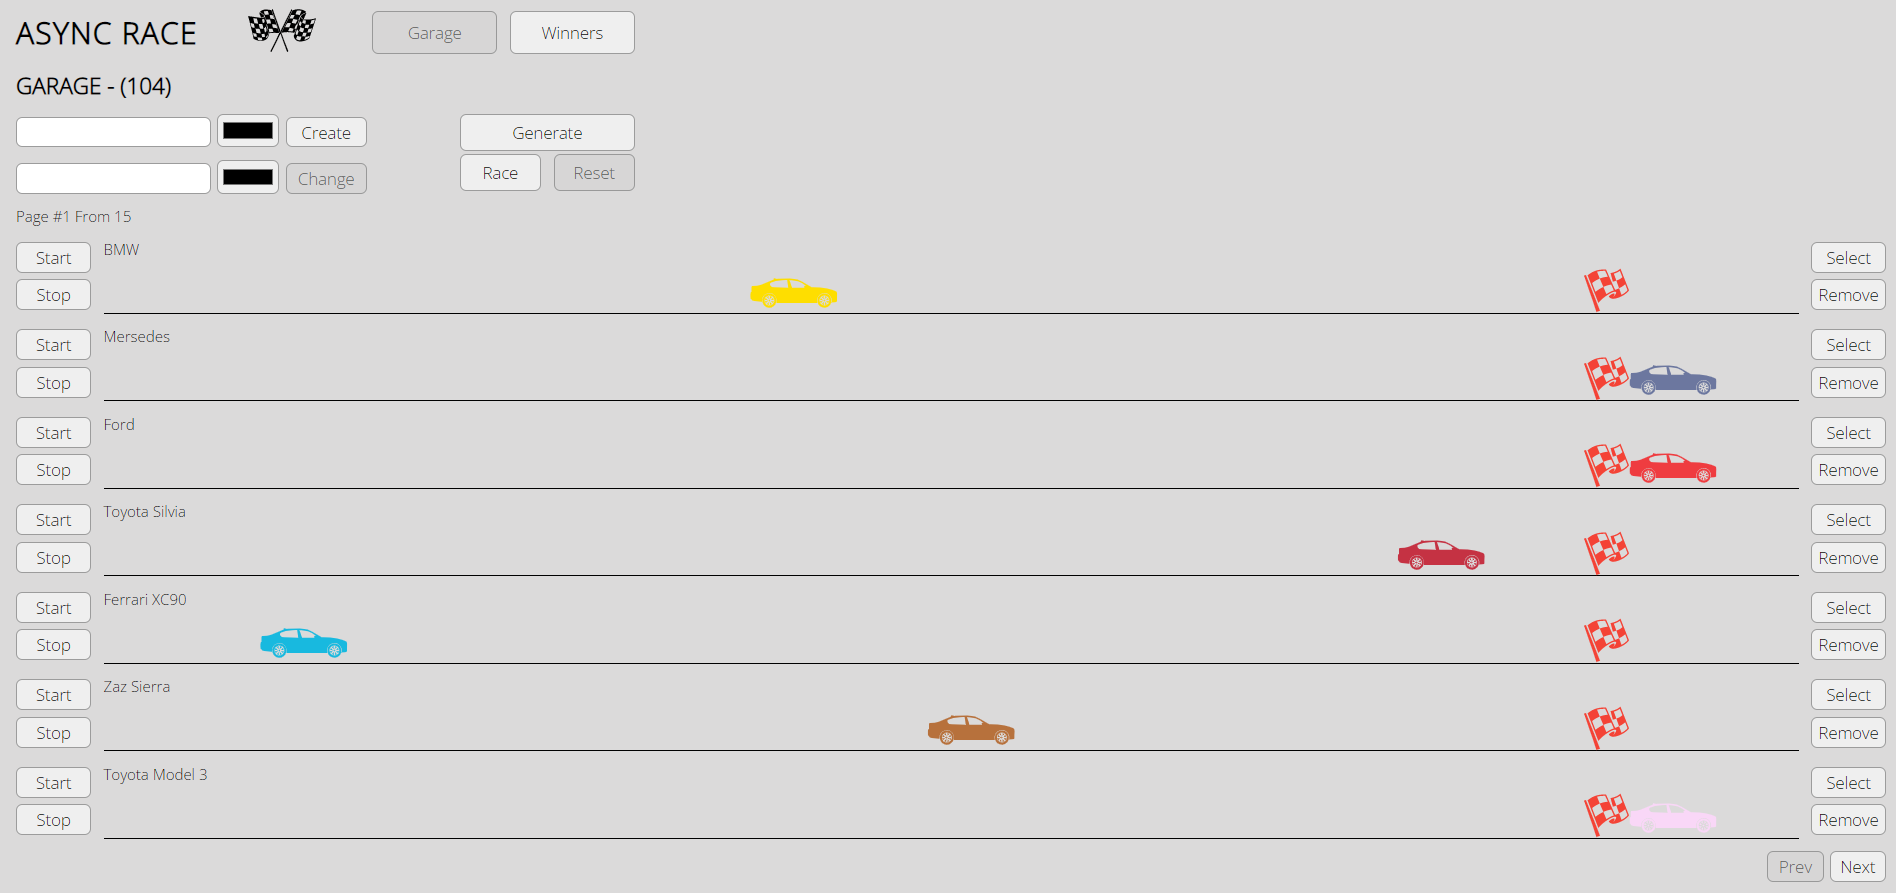 ASYNC RACE Garage Winners
GARAGE - (104)
Create Generate
Change Race Reset
Page #1 From 15
Start BMW Select
Stop Remove
Start Mersedes Select
Stop Remove
Start Ford Select
Stop Remove
Start Toyota Silvia Select
Stop Remove
Start Ferrari XC90 Select
Stop Remove
Start Zaz Sierra Select
Stop Remove
Start Toyota Model 3 Select
Stop Remove
Prev Next